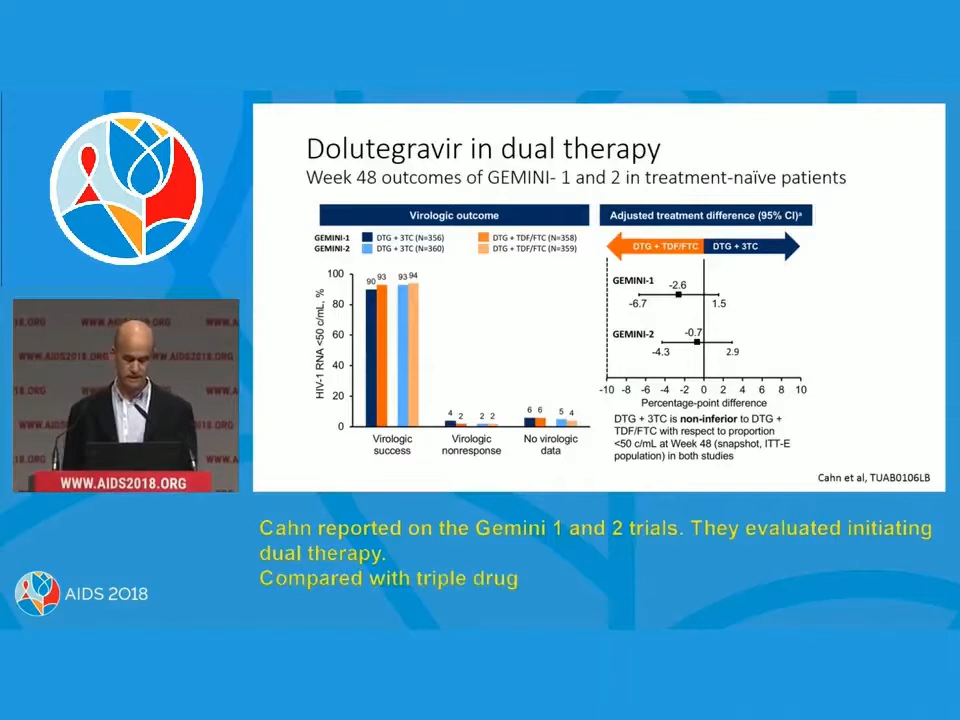 Dolutegravir in dual therapy
Week 48 outcomes of GEMINI- 1 and 2 in treatment-naïve patients
Virologic outcome
GEMINI-1 DTG + 3TC (N=356) DTG + TDF/FTC (N=358)
GEMINI-2 DTG + 3TC (N=360) DTG + TDF/FTC (N=359)
HIV-1 RNA <50 c/mL, %
100
80
60
40
20
0
90 93 93 94
4 2 2 2
6 6 5 4
Virologic
success
Virologic
nonresponse
No virologic
data
Adjusted treatment difference (95% CI)ª
DTG + TDF/FTC DTG + 3TC
GEMINI-1
-2.6
-6.7 1.5
GEMINI-2
-0.7
-4.3 2.9
-10 -8 -6 -4 -2 0 2 4 6 8 10
Percentage-point difference
DTG + 3TC is non-inferior to DTG +
TDF/FTC with respect to proportion
<50 c/mL at Week 48 (snapshot, ITT-E
population) in both studies
Cahn et al, TUAB0106LB
WWW.AIDS2018.ORG
WWW.AIDS2018.ORG
WWW.AIDS2018.ORG
Cahn reported on the Gemini 1 and 2 trials. They evaluated initiating
dual therapy.
Compared with triple drug
AIDS 2018